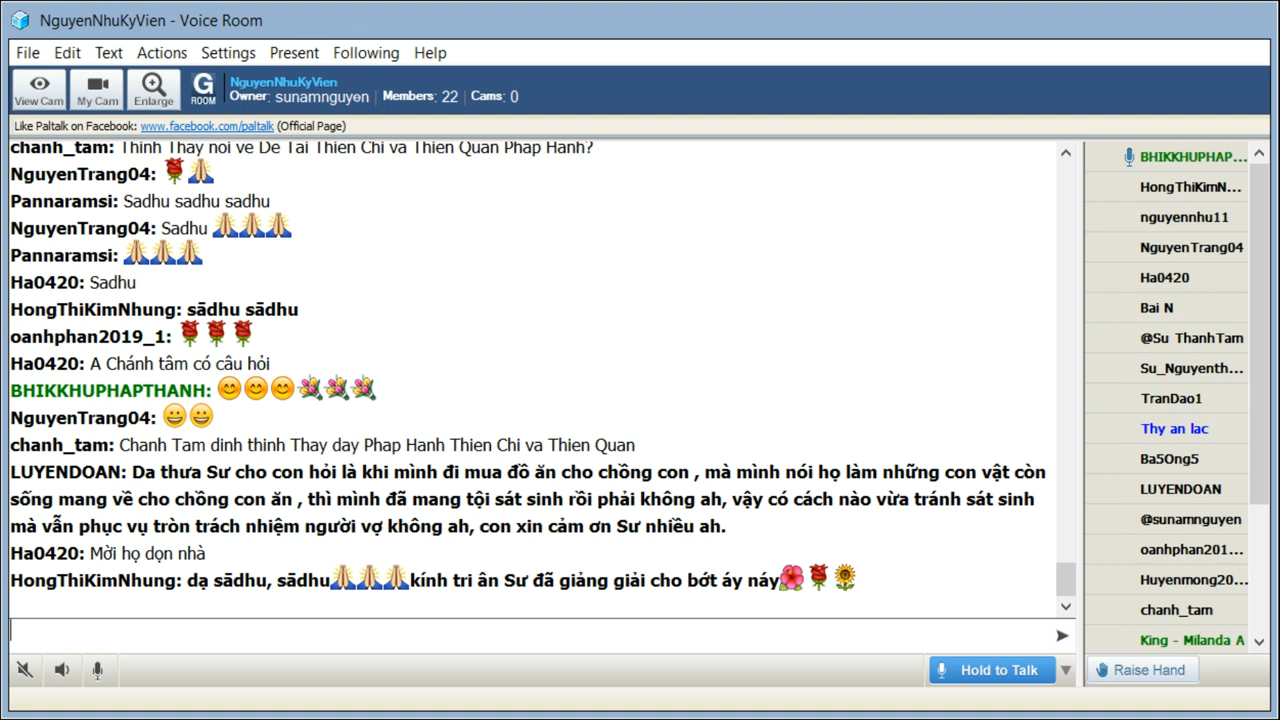 NguyenNhuKyVien - Voice Room
File Edit Text Actions Settings Present Following Help
View Cam
My Cam
Enlarge
G
ROOM
NguyenNhuKyVien
Owner: sunamnguyen | Members: 22 | Cams: 0
Like Paltalk on Facebook: www.facebook.com/paltalk (Official Page)
chanh_tam: Thinh Thay noi ve De Tai Thien Chi va Thien Quan Phap Hanh?
NguyenTrang04: 🌹🙏
Pannaramsi: Sadhu sadhu sadhu
NguyenTrang04: Sadhu 🙏🙏🙏
Pannaramsi: 🙏🙏🙏
Ha0420: Sadhu
HongThiKimNhung: sādhu sādhu
oanhphan2019_1: 🌹🌹🌹
Ha0420: A Chánh tâm có câu hỏi
BHIKKHUPHAPTHANH: 😊😊😊💐💐💐
NguyenTrang04: 😀😀
chanh_tam: Chanh Tam dinh thinh Thay day Phap Hanh Thien Chi va Thien Quan
LUYENDOAN: Da thưa Sư cho con hỏi là khi mình đi mua đồ ăn cho chồng con , mà mình nói họ làm những con vật còn
sống mang về cho chồng con ăn , thì mình đã mang tội sát sinh rồi phải không ah, vậy có cách nào vừa tránh sát sinh
mà vẫn phục vụ tròn trách nhiệm người vợ không ah, con xin cảm ơn Sư nhiều ah.
Ha0420: Mời họ dọn nhà
HongThiKimNhung: dạ sādhu, sādhu🙏🙏🙏kính tri ân Sư đã giảng giải cho bớt áy náy🌺🌹🌻
Hold to Talk
BHIKKHUPHAP...
HongThiKimN...
nguyennhu11
NguyenTrang04
Ha0420
Bai N
@Su ThanhTam
Su_Nguyenth...
TranDao1
Thy an lac
Ba5Ong5
LUYENDOAN
@sunamnguyen
oanhphan201...
Huyenmong20...
chanh_tam
King - Milanda A
Raise Hand